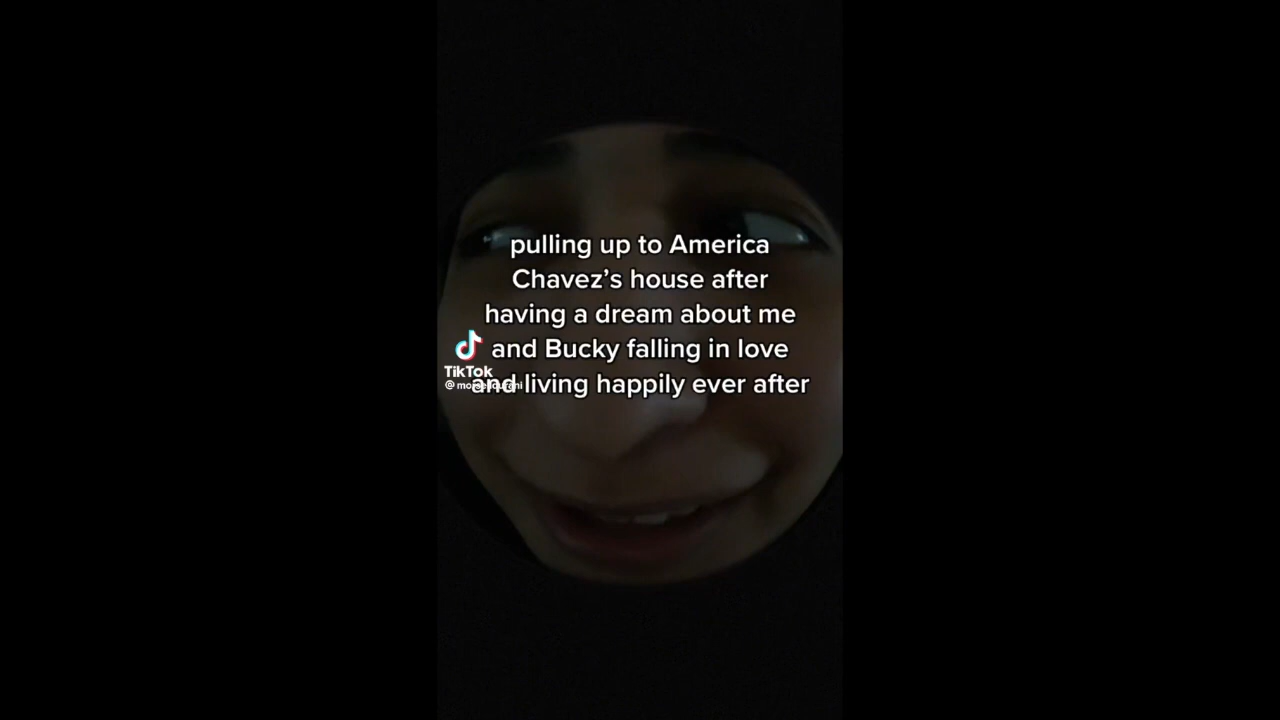 pulling up to America
Chavez’s house after
having a dream about me
and Bucky falling in love
and living happily ever after
TikTok